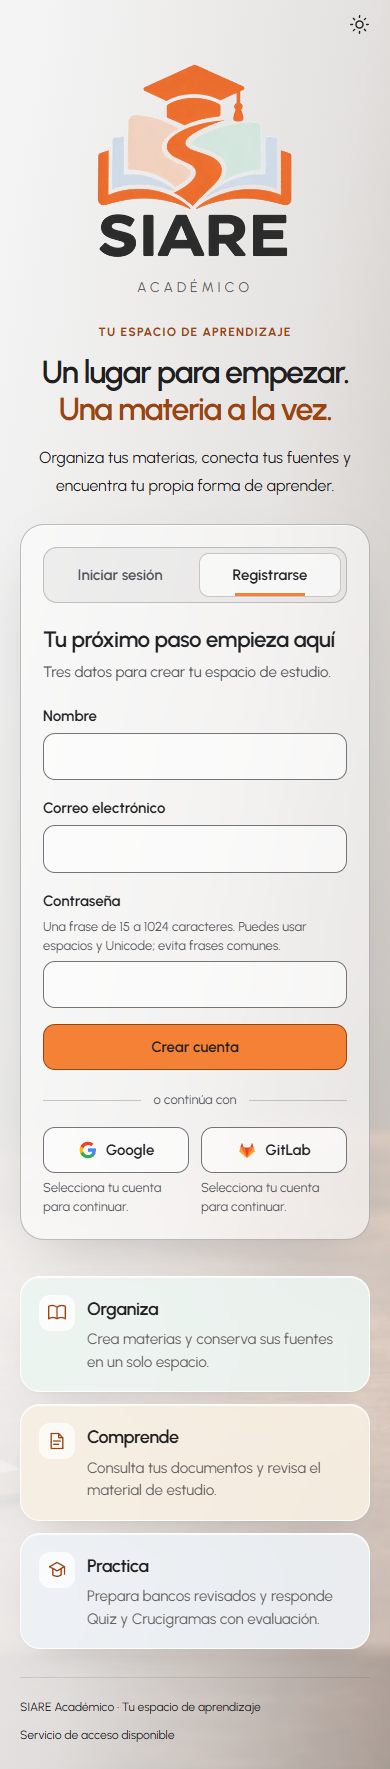 SIARE
ACADÉMICO
TU ESPACIO DE APRENDIZAJE
Un lugar para empezar.
Una materia a la vez.
Organiza tus materias, conecta tus fuentes y
encuentra tu propia forma de aprender.
Iniciar sesión
Registrarse
Tu próximo paso empieza aquí
Tres datos para crear tu espacio de estudio.
Nombre
Correo electrónico
Contraseña
Una frase de 15 a 1024 caracteres. Puedes usar
espacios y Unicode; evita frases comunes.
Crear cuenta
o continúa con
Google
GitLab
Selecciona tu cuenta
para continuar.
Selecciona tu cuenta
para continuar.
Organiza
Crea materias y conserva sus fuentes
en un solo espacio.
Comprende
Consulta tus documentos y revisa el
material de estudio.
Practica
Prepara bancos revisados y responde
Quiz y Crucigramas con evaluación.
SIARE Académico · Tu espacio de aprendizaje
Servicio de acceso disponible